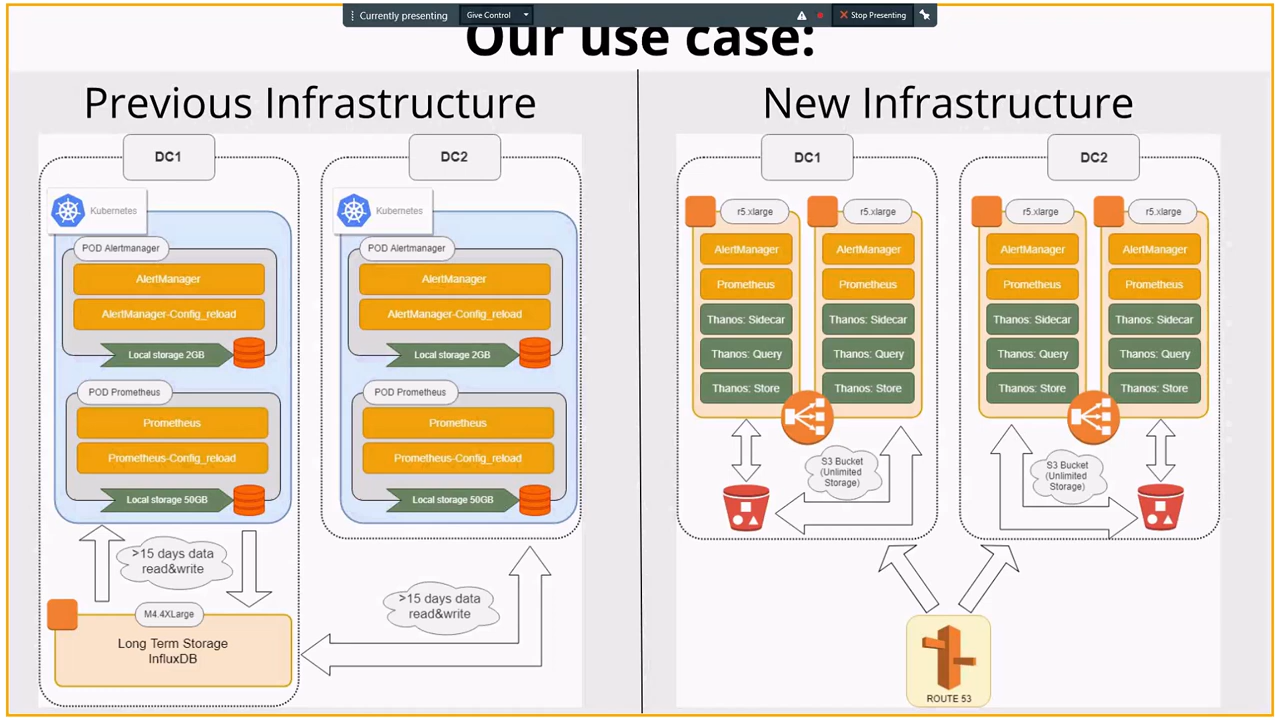 Currently presenting
Give Control
Stop Presenting
Our use case:
Previous Infrastructure
DC1
Kubernetes
POD Alertmanager
AlertManager
AlertManager-Config_reload
Local storage 2GB
POD Prometheus
Prometheus
Prometheus-Config_reload
Local storage 50GB
>15 days data
read&write
M4.4XLarge
Long Term Storage
InfluxDB
DC2
Kubernetes
POD Alertmanager
AlertManager
AlertManager-Config_reload
Local storage 2GB
POD Prometheus
Prometheus
Prometheus-Config_reload
Local storage 50GB
>15 days data
read&write
New Infrastructure
DC1
r5.xlarge
AlertManager
Prometheus
Thanos: Sidecar
Thanos: Query
Thanos: Store
r5.xlarge
AlertManager
Prometheus
Thanos: Sidecar
Thanos: Query
Thanos: Store
S3 Bucket
(Unlimited
Storage)
DC2
r5.xlarge
AlertManager
Prometheus
Thanos: Sidecar
Thanos: Query
Thanos: Store
r5.xlarge
AlertManager
Prometheus
Thanos: Sidecar
Thanos: Query
Thanos: Store
S3 Bucket
(Unlimited
Storage)
ROUTE 53